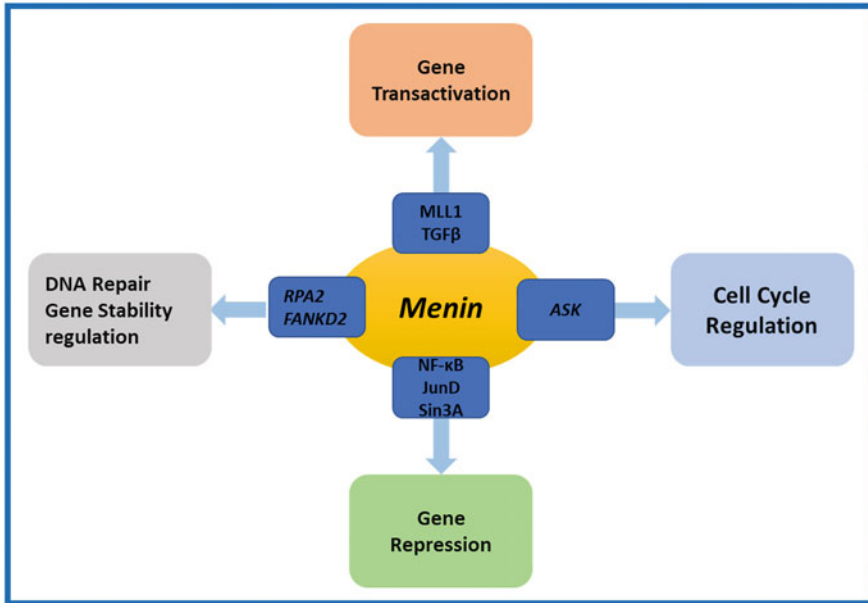 Gene
Transactivation
MLL1
TGFβ
DNA Repair
Gene Stability
regulation
RPA2
FANKD2
Menin
ASK
Cell Cycle
Regulation
NF-κB
JunD
Sin3A
Gene
Repression